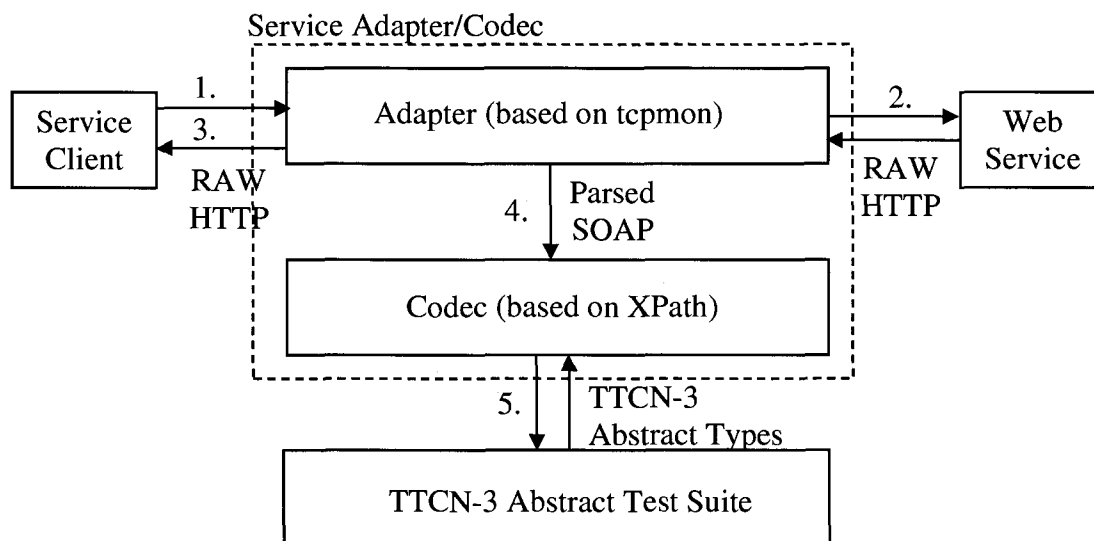 Service Adapter/Codec
1.
Adapter (based on tcpmon)
2.
Service
Client
3.
Web
Service
RAW
HTTP
RAW
HTTP
4.
Parsed
SOAP
Codec (based on XPath)
5.
TTCN-3
Abstract Types
TTCN-3 Abstract Test Suite